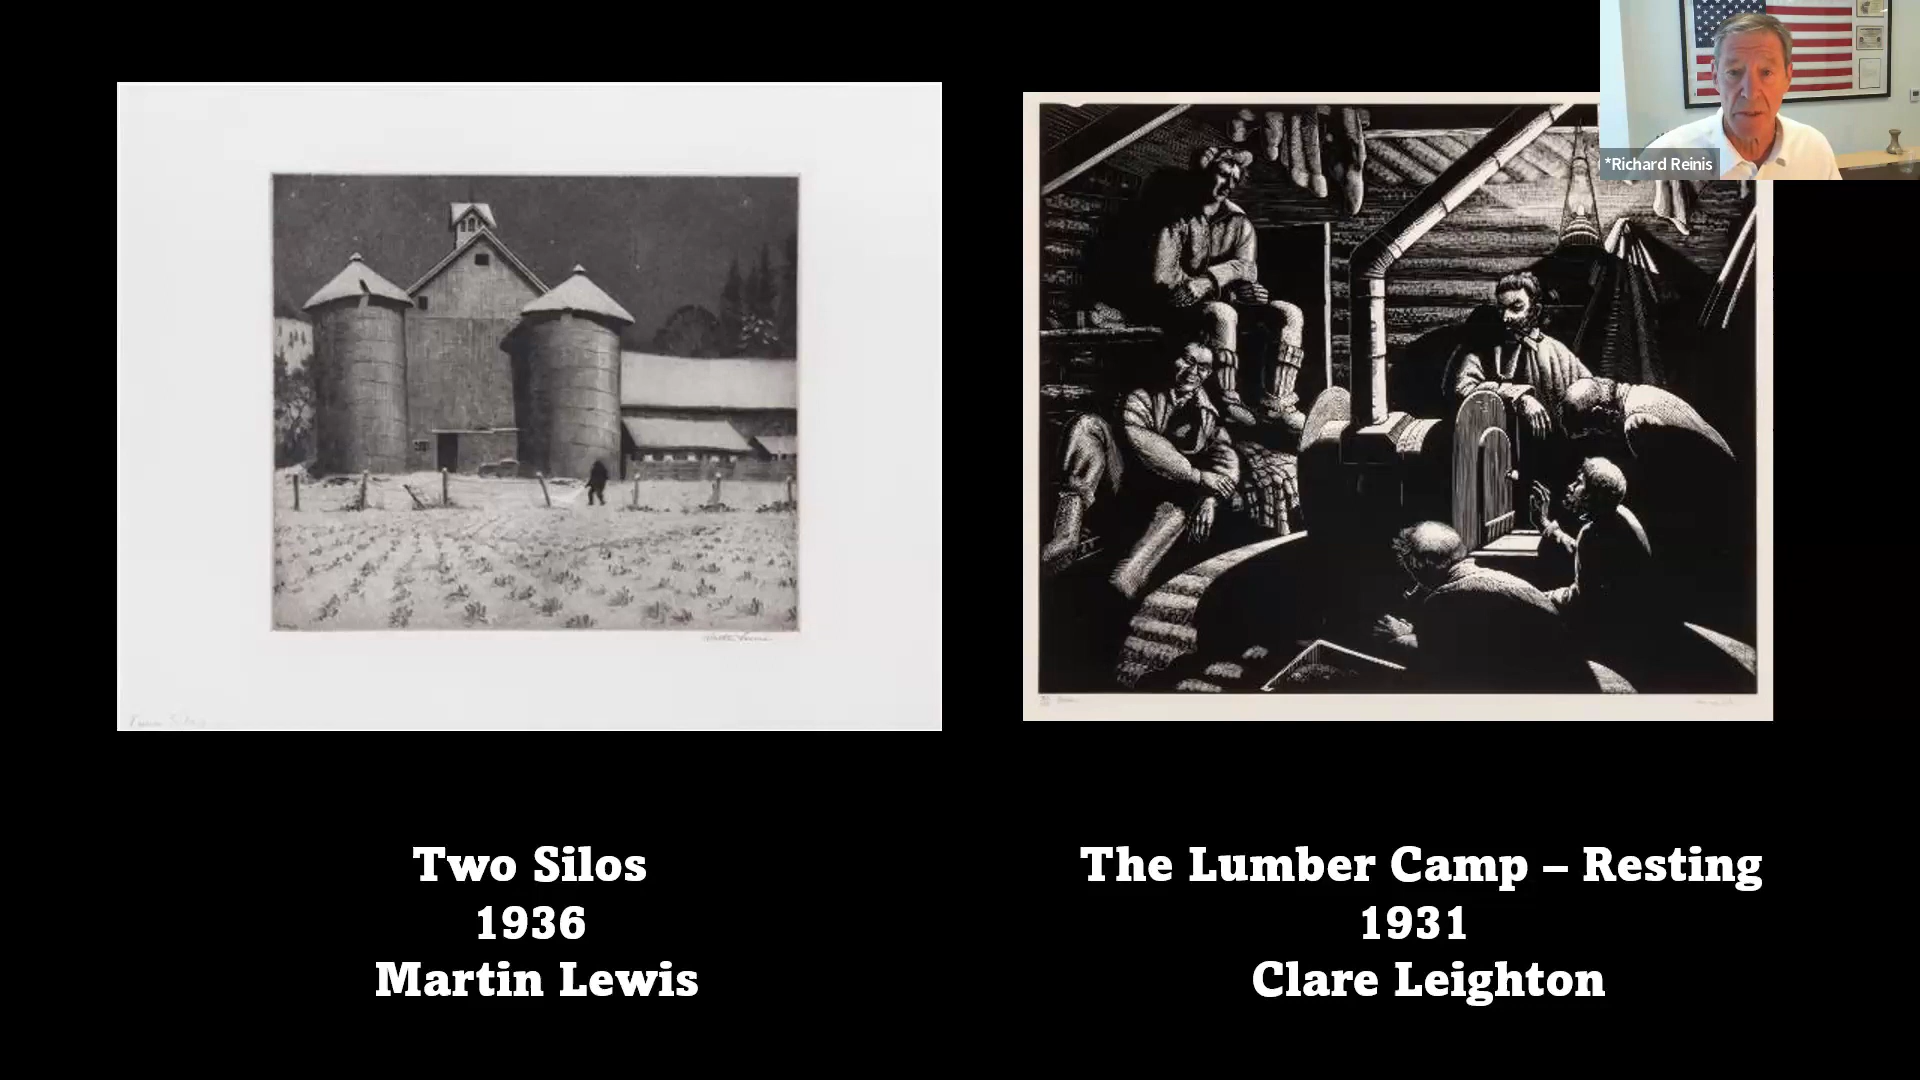 *Richard Reinis
Two Silos
1936
Martin Lewis
The Lumber Camp – Resting
1931
Clare Leighton